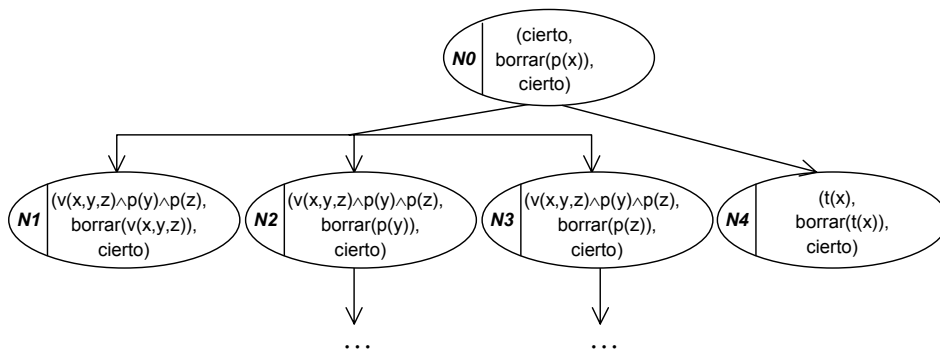 N0
(cierto,
borrar(p(x)),
cierto)
N1
(v(x,y,z)∧p(y)∧p(z),
borrar(v(x,y,z)),
cierto)
N2
(v(x,y,z)∧p(y)∧p(z),
borrar(p(y)),
cierto)
N3
(v(x,y,z)∧p(y)∧p(z),
borrar(p(z)),
cierto)
N4
(t(x),
borrar(t(x)),
cierto)
...
...